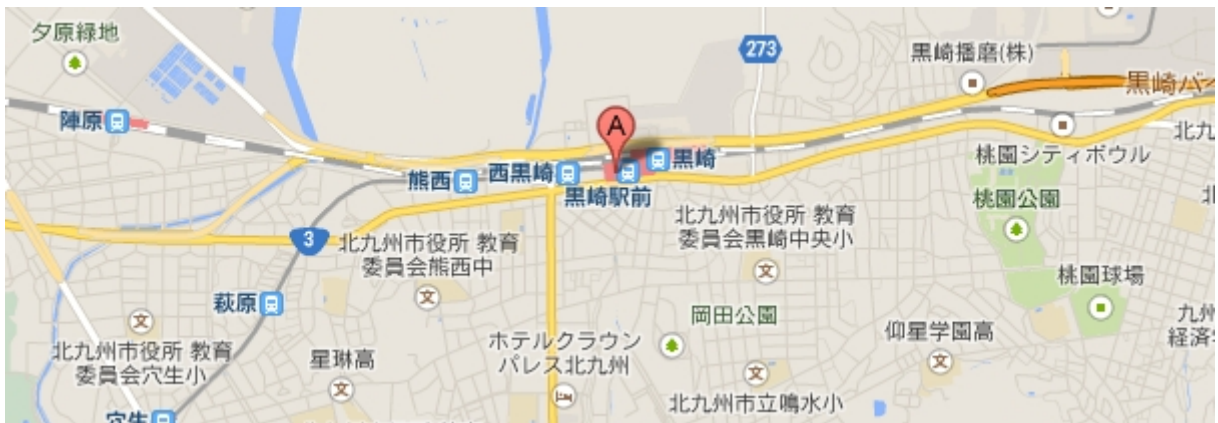 夕原緑地
273
黒崎播磨(株)
黒崎バイ
陣原
A
北九
桃園シティボウル
黒崎
西黒崎
熊西
黒崎駅前
桃園公園
北九州市役所 教育
委員会黒崎中央小
3
北九州市役所 教育
委員会熊西中
桃園球場
萩原
岡田公園
九州
経済
仰星学園高
北九州市役所 教育
委員会穴生小
星琳高
ホテルクラウン
パレス北九州
北九州市立鳴水小
穴生